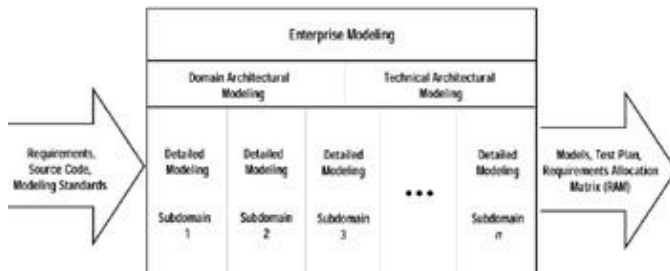 Enterprise Modeling
Domain Architectural
Modeling
Technical Architectural
Modeling
Requirements,
Source Code,
Modeling Standards
Detailed
Modeling
Subdomain
1
Detailed
Modeling
Subdomain
2
Detailed
Modeling
Subdomain
3
•••
Detailed
Modeling
Subdomain
n
Models, Test Plan,
Requirements Allocation
Matrix (RAM)